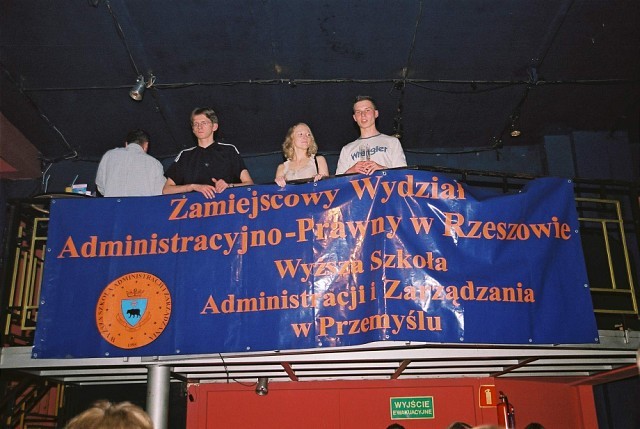 Wrangler
Zamiejscowy Wydział
Administracyjno-Prawny w Rzeszowie
Wyższa Szkoła
Administracji i Zarządzania
w Przemyślu
WYJŚCIE
EWAKUACYJNE